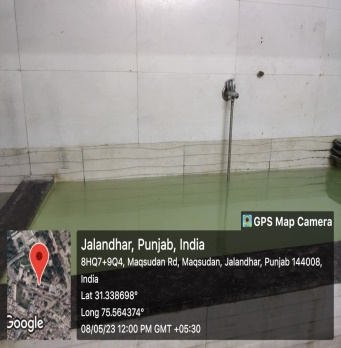 GPS Map Camera
Jalandhar, Punjab, India
8HQ7+9Q4, Maqsudan Rd, Maqsudan, Jalandhar, Punjab 144008,
India
Lat 31.338698°
Long 75.564374°
08/05/23 12:00 PM GMT +05:30
Google